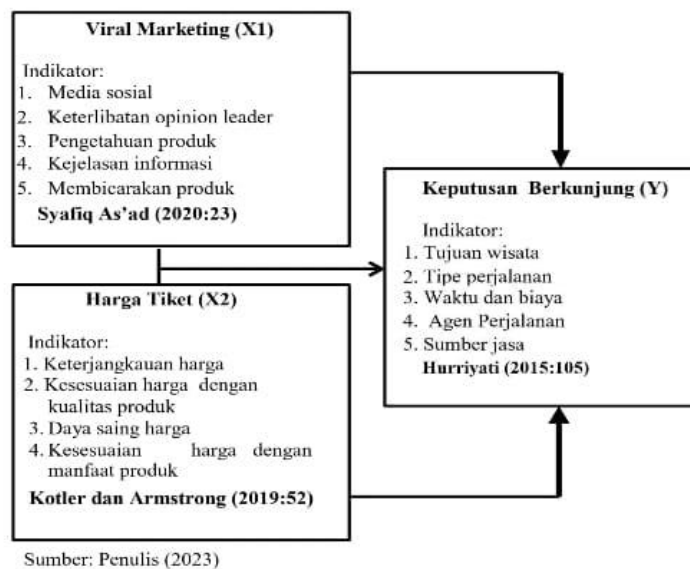 Viral Marketing (X1)
Indikator:
1. Media sosial
2. Keterlibatan opinion leader
3. Pengetahuan produk
4. Kejelasan informasi
5. Membicarakan produk
Syafiq As'ad (2020:23)
Harga Tiket (X2)
Indikator:
1. Keterjangkauan harga
2. Kesesuaian harga dengan
kualitas produk
3. Daya saing harga
4. Kesesuaian harga dengan
manfaat produk
Kotler dan Armstrong (2019:52)
Keputusan Berkunjung (Y)
Indikator:
1. Tujuan wisata
2. Tipe perjalanan
3. Waktu dan biaya
4. Agen Perjalanan
5. Sumber jasa
Hurriyati (2015:105)
Sumber: Penulis (2023)